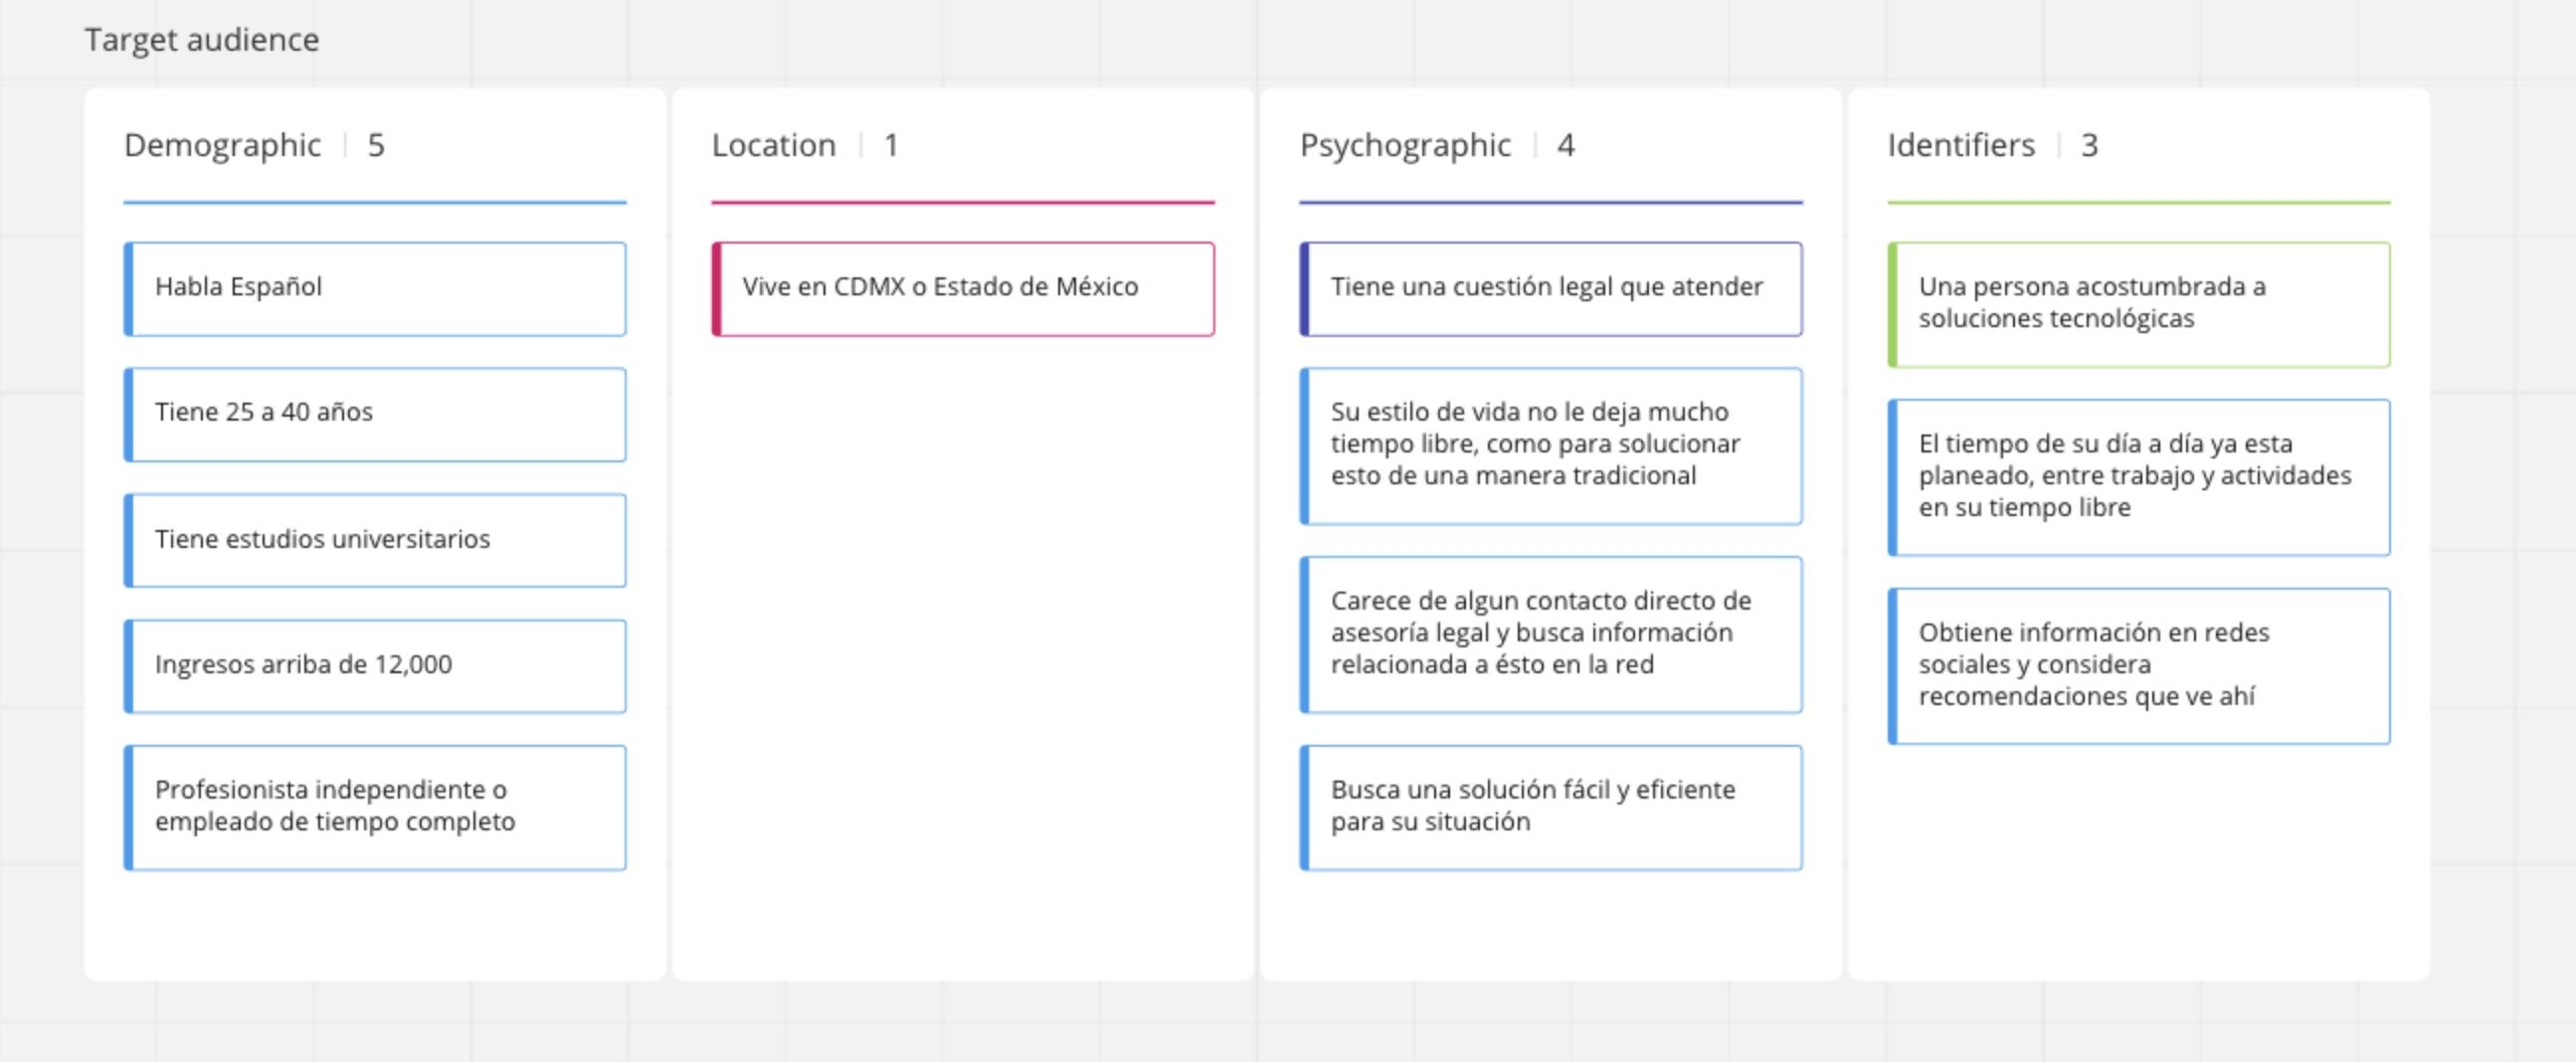 Target audience
Demographic | 5
Habla Español
Tiene 25 a 40 años
Tiene estudios universitarios
Ingresos arriba de 12,000
Profesionista independiente o
empleado de tiempo completo
Location | 1
Vive en CDMX o Estado de México
Psychographic | 4
Tiene una cuestión legal que atender
Su estilo de vida no le deja mucho
tiempo libre, como para solucionar
esto de una manera tradicional
Carece de algun contacto directo de
asesoría legal y busca información
relacionada a ésto en la red
Busca una solución fácil y eficiente
para su situación
Identifiers | 3
Una persona acostumbrada a
soluciones tecnológicas
El tiempo de su día a día ya esta
planeado, entre trabajo y actividades
en su tiempo libre
Obtiene información en redes
sociales y considera
recomendaciones que ve ahí